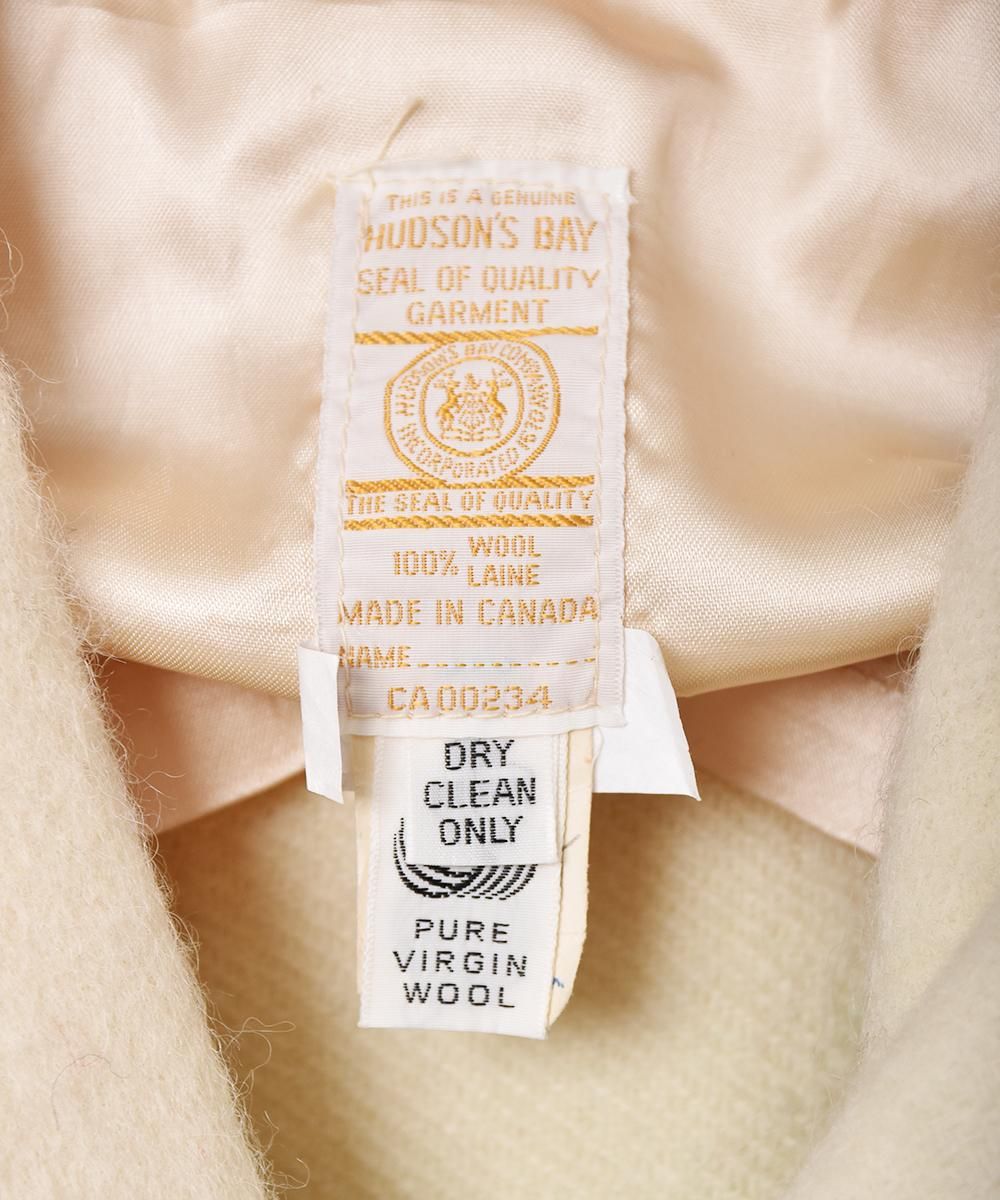 THIS IS A GENUINE
HUDSON'S BAY
SEAL OF QUALITY
GARMENT
HUDSON'S BAY COMPANY
INCORPORATED
THE SEAL OF QUALITY
100% WOOL
LAINE
MADE IN CANADA
NAME
CA00234
DRY
CLEAN
ONLY
PURE
VIRGIN
WOOL